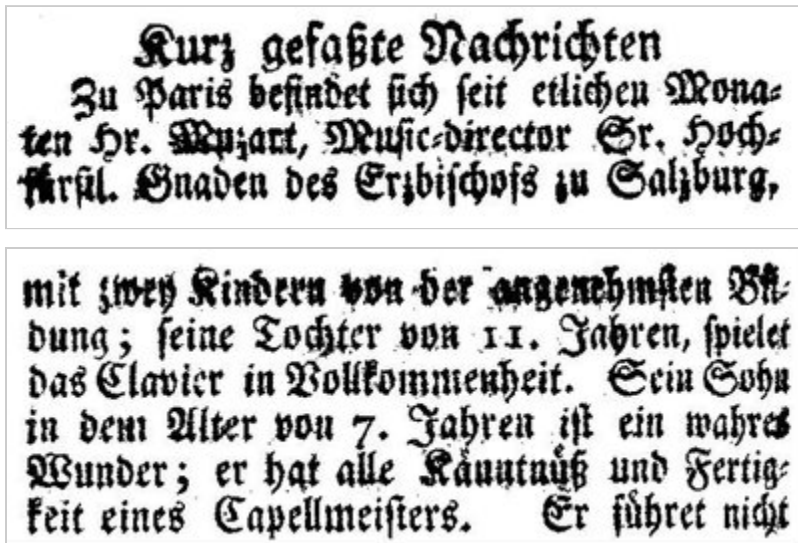 Kurz gefaßte Nachrichten
Zu Paris befindet sich seit etlichen Mona-
ten Hr. Muzart, Music-director Sr. Hoch-
fürstl. Gnaden des Erzbischofs zu Salzburg,
mit zwey Kindern von der angenehmsten Bil-
dung; seine Tochter von 11. Jahren, spielet
das Clavier in Vollkommenheit. Sein Sohn
in dem Alter von 7. Jahren ist ein wahres
Wunder; er hat alle Känntnüß und Fertig-
keit eines Capellmeisters. Er führet nicht